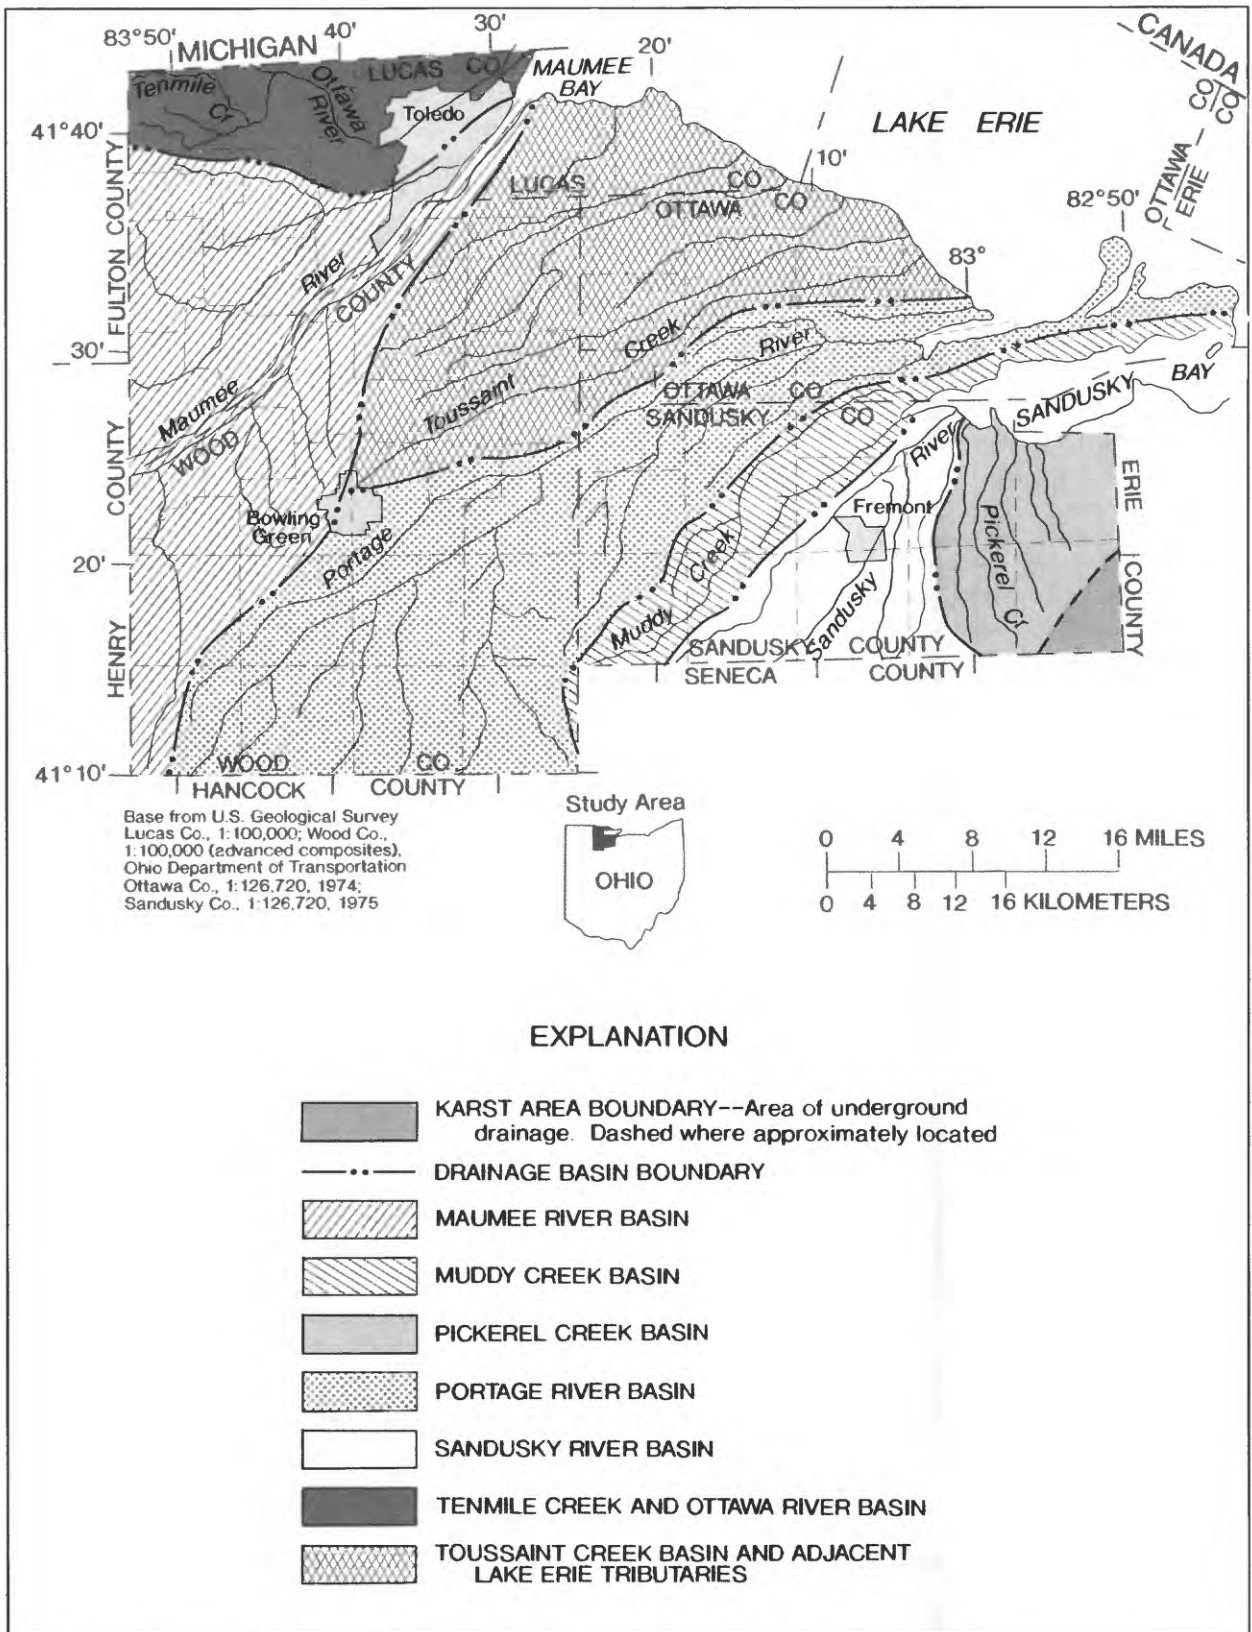 83°50'
MICHIGAN
40'
30'
20'
CANADA
LUCAS CO
MAUMEE
BAY
CO
CO
Tenmile
Cr
Ottawa
River
Toledo
LAKE ERIE
41°40'
10'
OTTAWA
ERIE
LUCAS
CO
OTTAWA
CO
82°50'
FULTON COUNTY
River
COUNTY
83°
30'
Creek
River
Toussaint
OTTAWA CO
SANDUSKY
CO
SANDUSKY
BAY
Maumee
WOOD
River
COUNTY
Bowling
Green
Fremont
ERIE
COUNTY
Portage
Creek
Pickerel
Cr
20'
Muddy
Sandusky
HENRY
SANDUSKY COUNTY
SENECA COUNTY
41°10'
WOOD CO
HANCOCK COUNTY
Base from U.S. Geological Survey
Lucas Co., 1:100,000; Wood Co.,
1:100,000 (advanced composites),
Ohio Department of Transportation
Ottawa Co., 1:126,720, 1974;
Sandusky Co., 1:126,720, 1975
Study Area
OHIO
0 4 8 12 16 MILES
0 4 8 12 16 KILOMETERS
EXPLANATION
KARST AREA BOUNDARY--Area of underground
drainage. Dashed where approximately located
DRAINAGE BASIN BOUNDARY
MAUMEE RIVER BASIN
MUDDY CREEK BASIN
PICKEREL CREEK BASIN
PORTAGE RIVER BASIN
SANDUSKY RIVER BASIN
TENMILE CREEK AND OTTAWA RIVER BASIN
TOUSSAINT CREEK BASIN AND ADJACENT
LAKE ERIE TRIBUTARIES